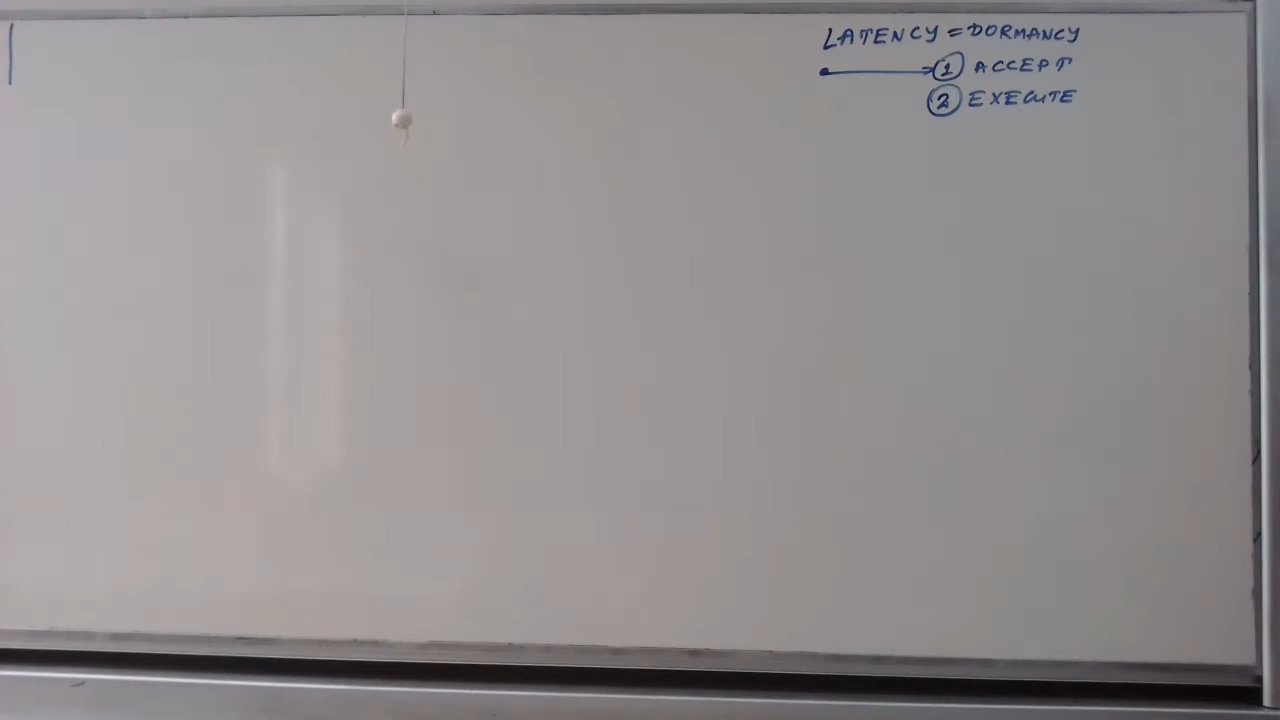 LATENCY = DORMANCY
① ACCEPT
② EXECUTE